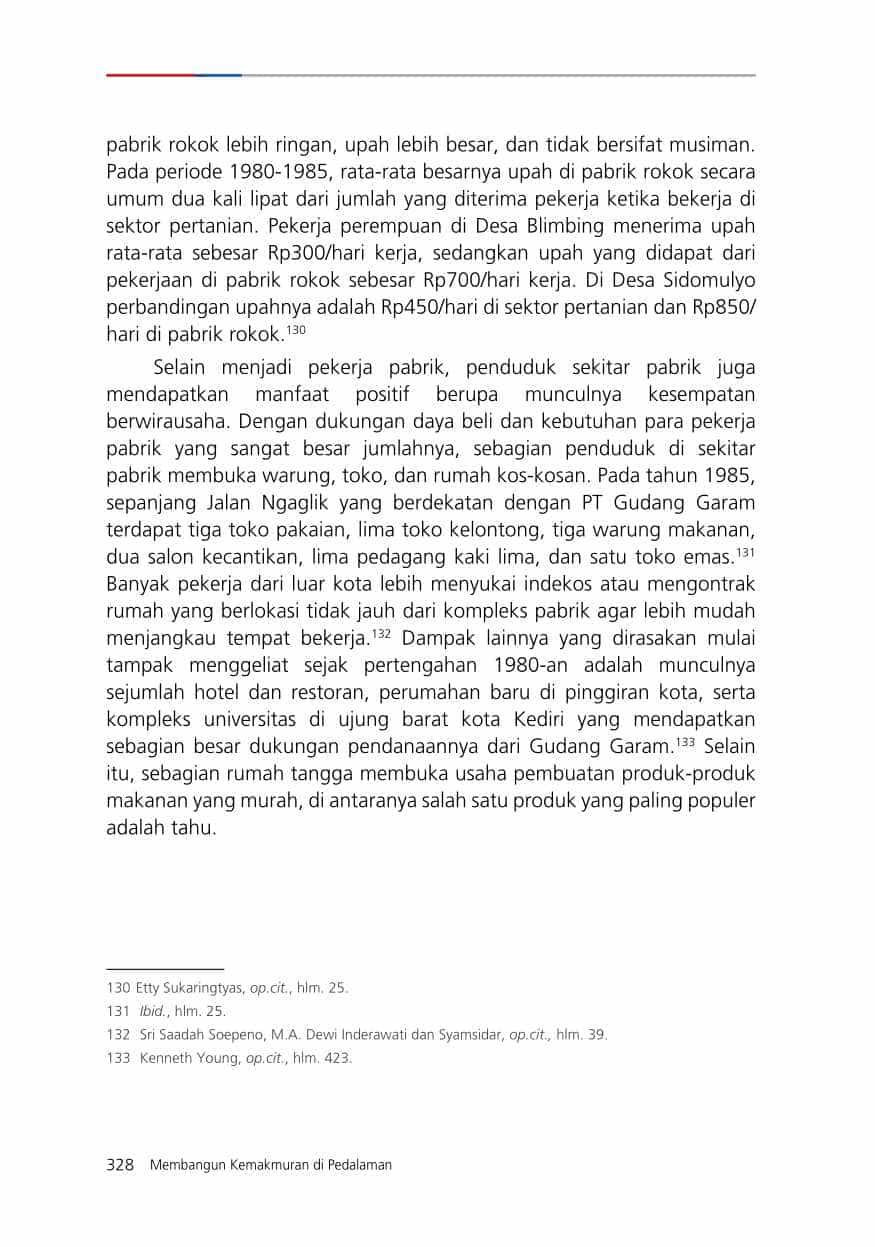 pabrik rokok lebih ringan, upah lebih besar, dan tidak bersifat musiman.
Pada periode 1980-1985, rata-rata besarnya upah di pabrik rokok secara
umum dua kali lipat dari jumlah yang diterima pekerja ketika bekerja di
sektor pertanian. Pekerja perempuan di Desa Blimbing menerima upah
rata-rata sebesar Rp300/hari kerja, sedangkan upah yang didapat dari
pekerjaan di pabrik rokok sebesar Rp700/hari kerja. Di Desa Sidomulyo
perbandingan upahnya adalah Rp450/hari di sektor pertanian dan Rp850/
hari di pabrik rokok.130
Selain menjadi pekerja pabrik, penduduk sekitar pabrik juga
mendapatkan manfaat positif berupa munculnya kesempatan
berwirausaha. Dengan dukungan daya beli dan kebutuhan para pekerja
pabrik yang sangat besar jumlahnya, sebagian penduduk di sekitar
pabrik membuka warung, toko, dan rumah kos-kosan. Pada tahun 1985,
sepanjang Jalan Ngaglik yang berdekatan dengan PT Gudang Garam
terdapat tiga toko pakaian, lima toko kelontong, tiga warung makanan,
dua salon kecantikan, lima pedagang kaki lima, dan satu toko emas.131
Banyak pekerja dari luar kota lebih menyukai indekos atau mengontrak
rumah yang berlokasi tidak jauh dari kompleks pabrik agar lebih mudah
menjangkau tempat bekerja.132 Dampak lainnya yang dirasakan mulai
tampak menggeliat sejak pertengahan 1980-an adalah munculnya
sejumlah hotel dan restoran, perumahan baru di pinggiran kota, serta
kompleks universitas di ujung barat kota Kediri yang mendapatkan
sebagian besar dukungan pendanaannya dari Gudang Garam.133 Selain
itu, sebagian rumah tangga membuka usaha pembuatan produk-produk
makanan yang murah, di antaranya salah satu produk yang paling populer
adalah tahu.
130 Etty Sukaringtyas, op.cit., hlm. 25.
131 Ibid., hlm. 25.
132 Sri Saadah Soepeno, M.A. Dewi Inderawati dan Syamsidar, op.cit., hlm. 39.
133 Kenneth Young, op.cit., hlm. 423.
328 Membangun Kemakmuran di Pedalaman